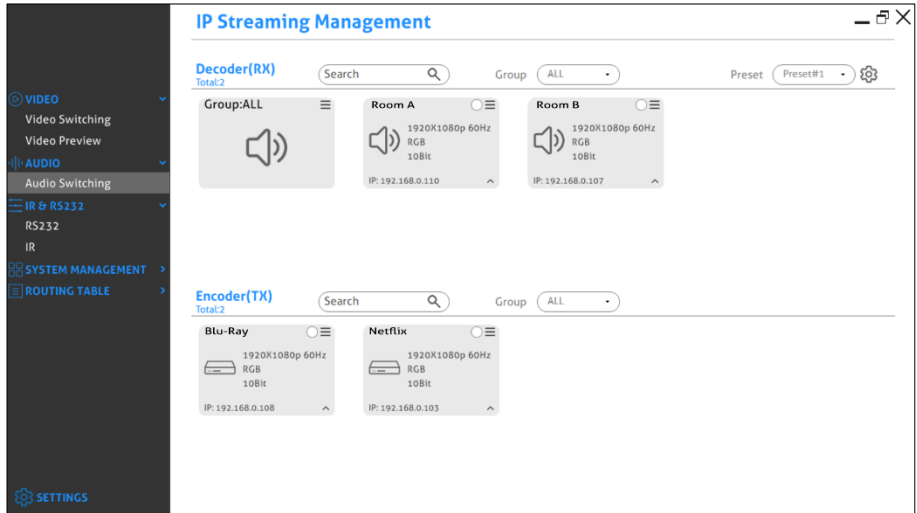 IP Streaming Management
VIDEO
Video Switching
Video Preview
AUDIO
Audio Switching
IR & RS232
RS232
IR
SYSTEM MANAGEMENT
ROUTING TABLE
SETTINGS
Decoder(RX)
Total:2
Search
Group
ALL
Preset
Preset#1
Group:ALL
Room A
1920X1080p 60Hz
RGB
10Bit
IP: 192.168.0.110
Room B
1920X1080p 60Hz
RGB
10Bit
IP: 192.168.0.107
Encoder(TX)
Total:2
Search
Group
ALL
Blu-Ray
1920X1080p 60Hz
RGB
10Bit
IP: 192.168.0.108
Netflix
1920X1080p 60Hz
RGB
10Bit
IP: 192.168.0.103